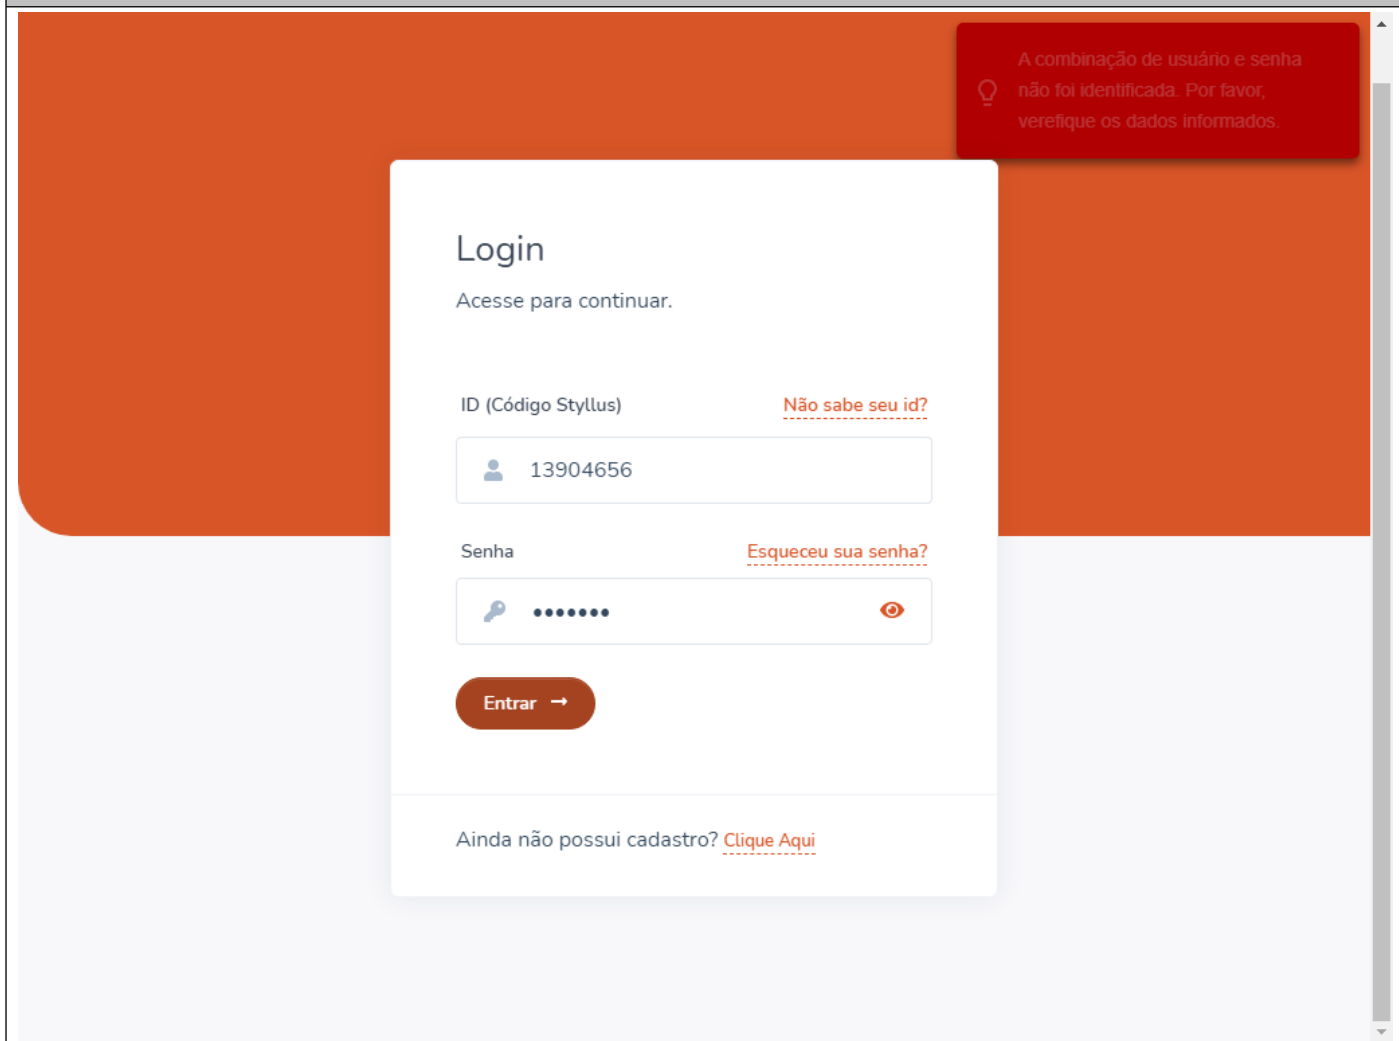 A combinação de usuário e senha
não foi identificada. Por favor,
verefique os dados informados.
Login
Acesse para continuar.
ID (Código Styllus) Não sabe seu id?
13904656
Senha Esqueceu sua senha?
•••••••
Entrar →
Ainda não possui cadastro? Clique Aqui